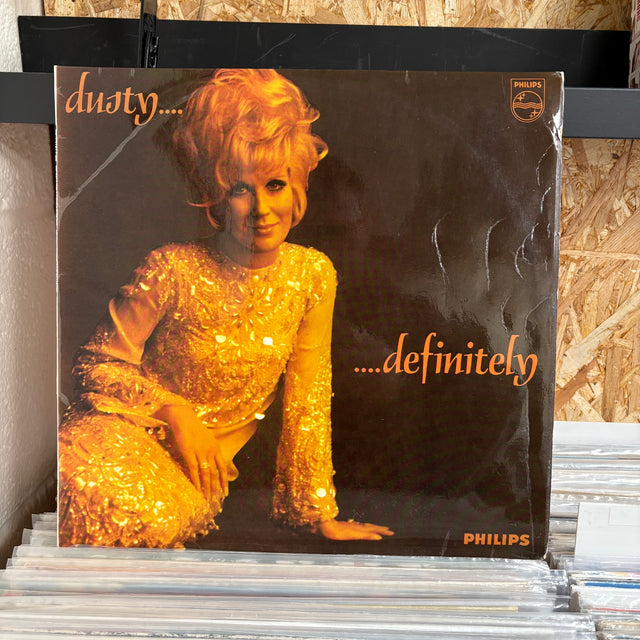 dusty....
PHILIPS
....definitely
PHILIPS